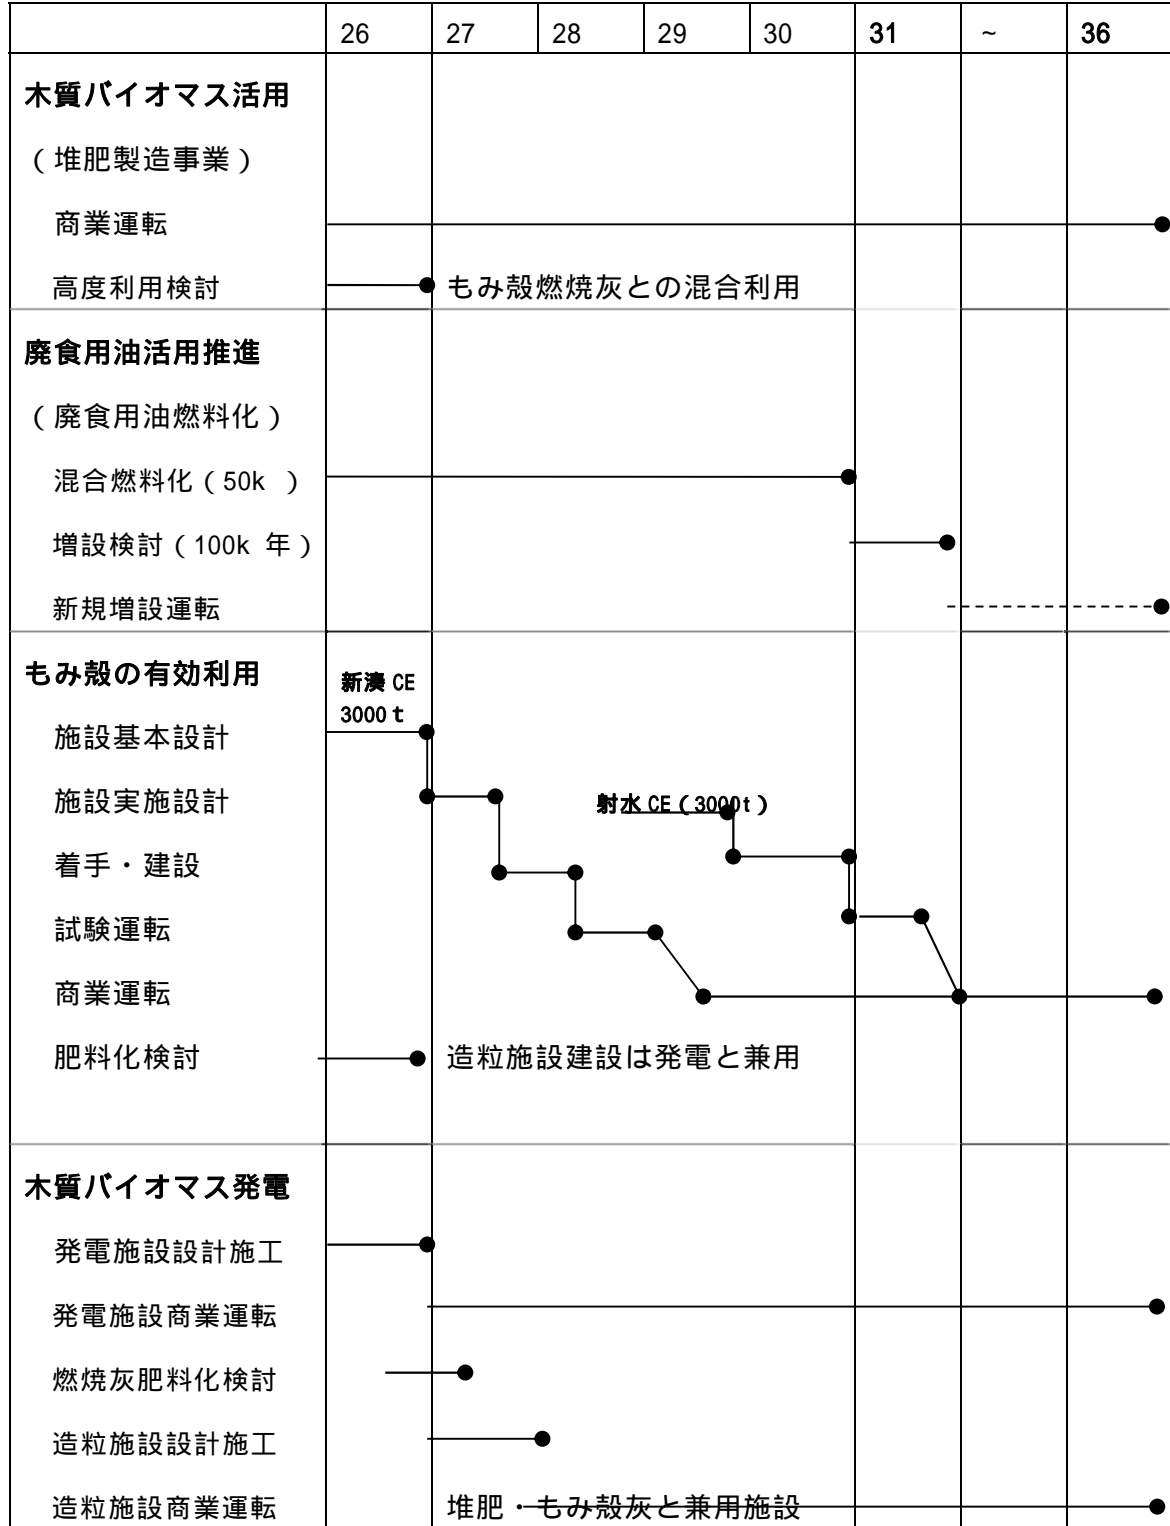 26 27 28 29 30 31 ~ 36
木質バイオマス活用
（堆肥製造事業）
商業運転
高度利用検討 もみ殻燃焼灰との混合利用
廃食用油活用推進
（廃食用油燃料化）
混合燃料化（50k ）
増設検討（100k 年）
新規増設運転
もみ殻の有効利用 新湊 CE
3000ｔ
施設基本設計
施設実施設計 射水 CE（3000t）
着手・建設
試験運転
商業運転
肥料化検討 造粒施設建設は発電と兼用
木質バイオマス発電
発電施設設計施工
発電施設商業運転
燃焼灰肥料化検討
造粒施設設計施工
造粒施設商業運転 堆肥・もみ殻灰と兼用施設